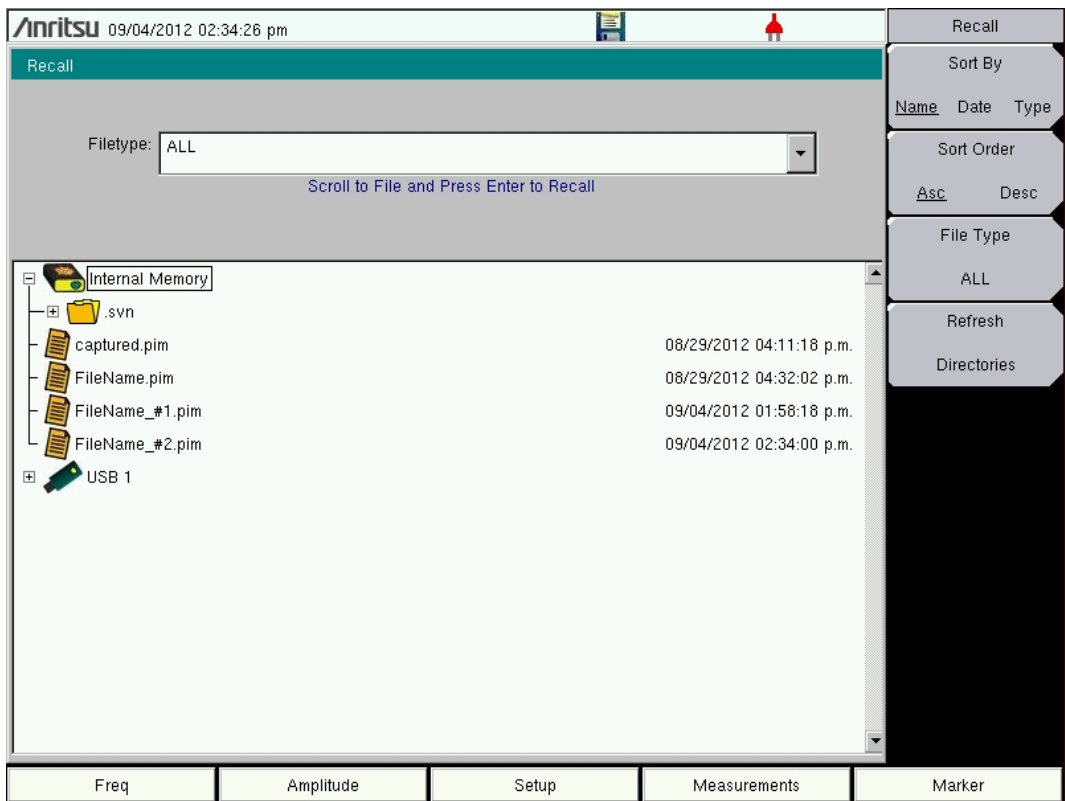 Anritsu 09/04/2012 02:34:26 pm
Recall
Filetype: ALL
Scroll to File and Press Enter to Recall
Internal Memory
.svn
captured.pim 08/29/2012 04:11:18 p.m.
FileName.pim 08/29/2012 04:32:02 p.m.
FileName_#1.pim 09/04/2012 01:58:18 p.m.
FileName_#2.pim 09/04/2012 02:34:00 p.m.
USB 1
Recall
Sort By
Name Date Type
Sort Order
Asc Desc
File Type
ALL
Refresh
Directories
Freq Amplitude Setup Measurements Marker